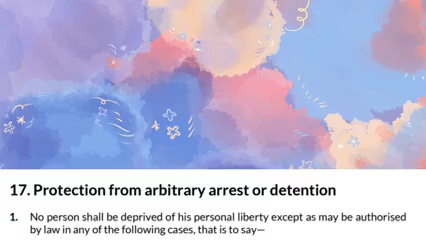 17. Protection from arbitrary arrest or detention
1. No person shall be deprived of his personal liberty except as may be authorised
by law in any of the following cases, that is to say—